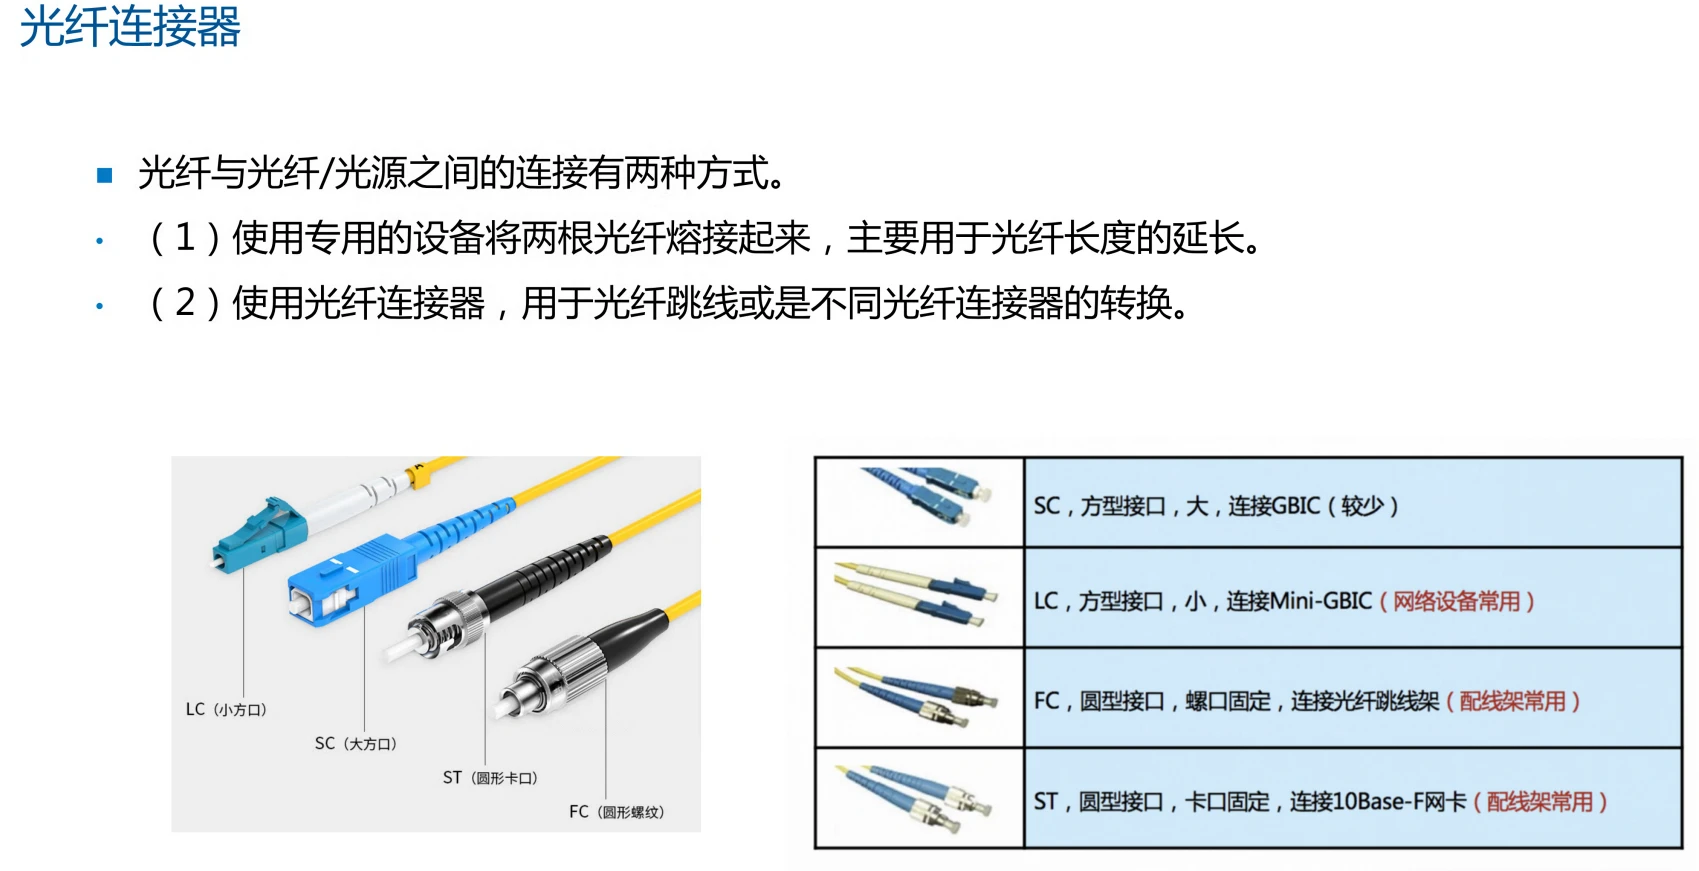 光纤连接器
■ 光纤与光纤/光源之间的连接有两种方式。
• （1）使用专用的设备将两根光纤熔接起来，主要用于光纤长度的延长。
• （2）使用光纤连接器，用于光纤跳线或是不同光纤连接器的转换。
LC（小方口）
SC（大方口）
ST（圆形卡口）
FC（圆形螺纹）
SC，方型接口，大，连接GBIC（较少）
LC，方型接口，小，连接Mini-GBIC（网络设备常用）
FC，圆型接口，螺口固定，连接光纤跳线架（配线架常用）
ST，圆型接口，卡口固定，连接10Base-F网卡（配线架常用）